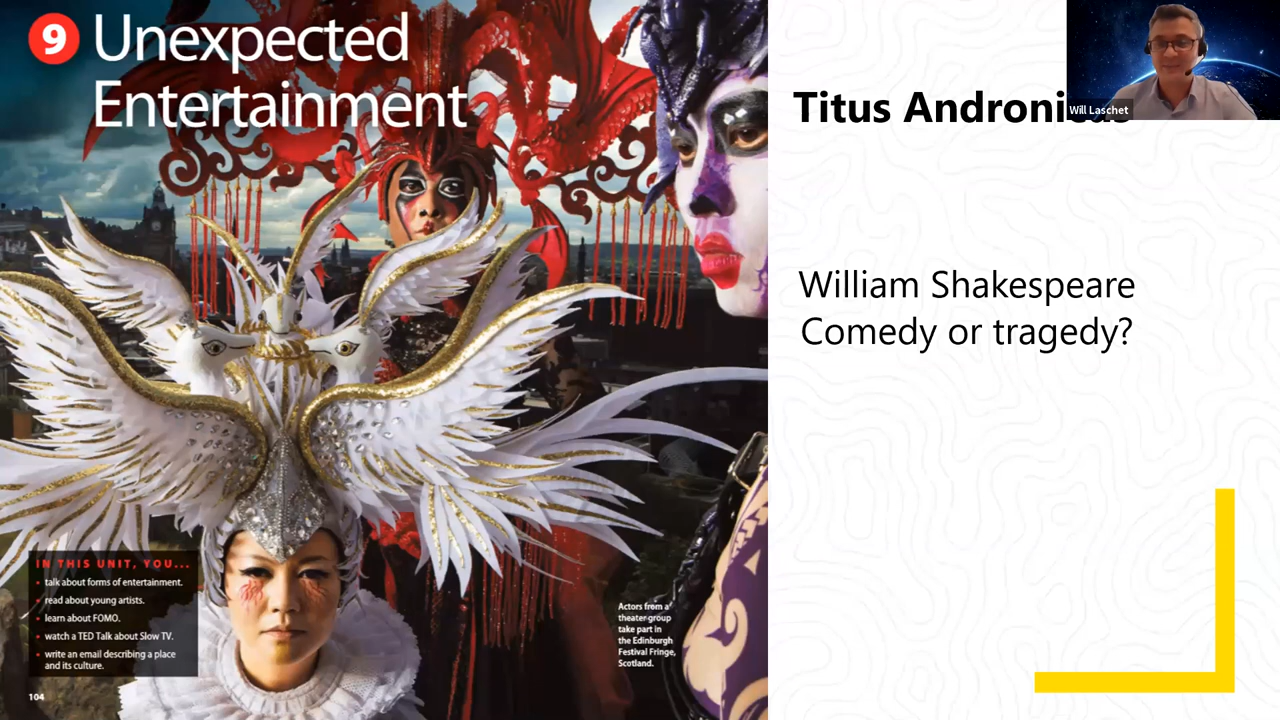 9 Unexpected
Entertainment
IN THIS UNIT, YOU...
• talk about forms of entertainment.
• read about young artists.
• learn about FOMO.
• watch a TED Talk about Slow TV.
• write an email describing a place
and its culture.
104
Actors from a
theater group
take part in
the Edinburgh
Festival Fringe,
Scotland.
Titus Andronicus
Will Laschet
William Shakespeare
Comedy or tragedy?